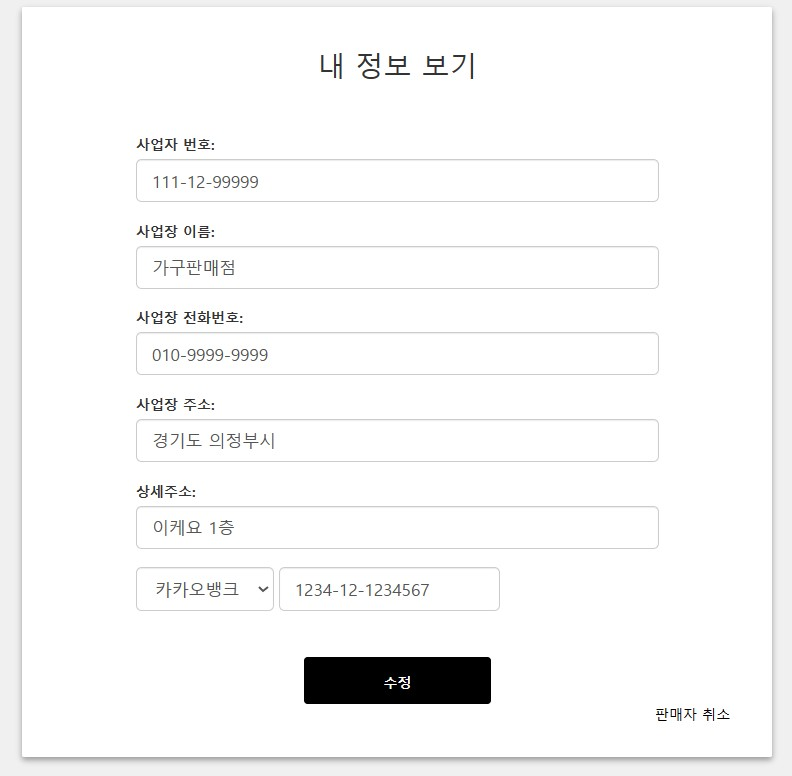 내 정보 보기
사업자 번호:
111-12-99999
사업장 이름:
가구판매점
사업장 전화번호:
010-9999-9999
사업장 주소:
경기도 의정부시
상세주소:
이케요 1층
카카오뱅크 1234-12-1234567
수정
판매자 취소